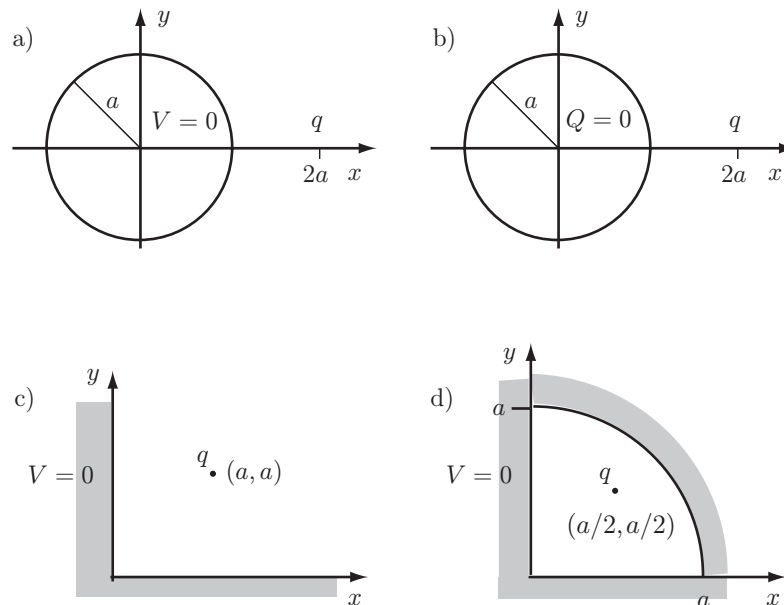 a)
y
a
V = 0
q
2a
x
b)
y
a
Q = 0
q
2a
x
c)
y
V = 0
q
(a, a)
x
d)
y
a
V = 0
q
(a/2, a/2)
a
x